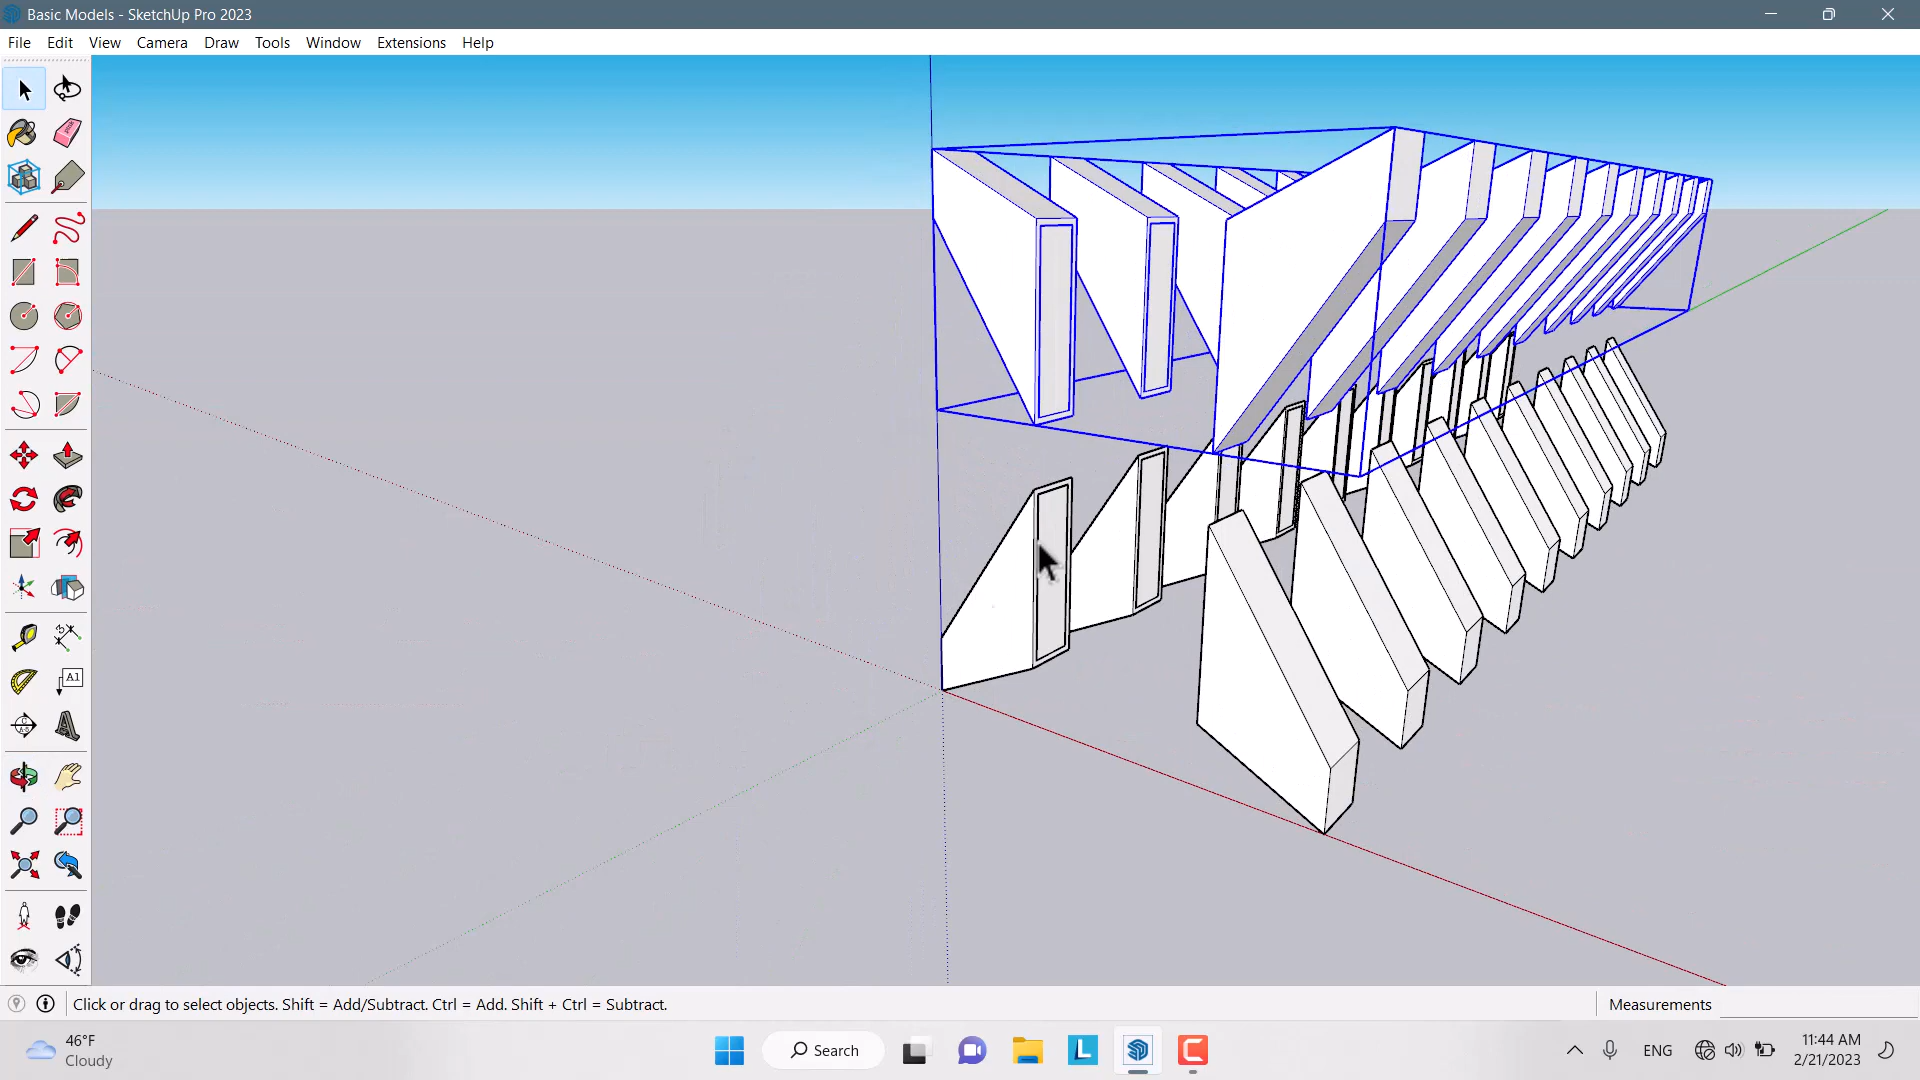 Basic Models - SketchUp Pro 2023
File Edit View Camera Draw Tools Window Extensions Help
A1
Click or drag to select objects. Shift = Add/Subtract. Ctrl = Add. Shift + Ctrl = Subtract.
Measurements
46°F
Cloudy
Search
L
C
ENG
11:44 AM
2/21/2023